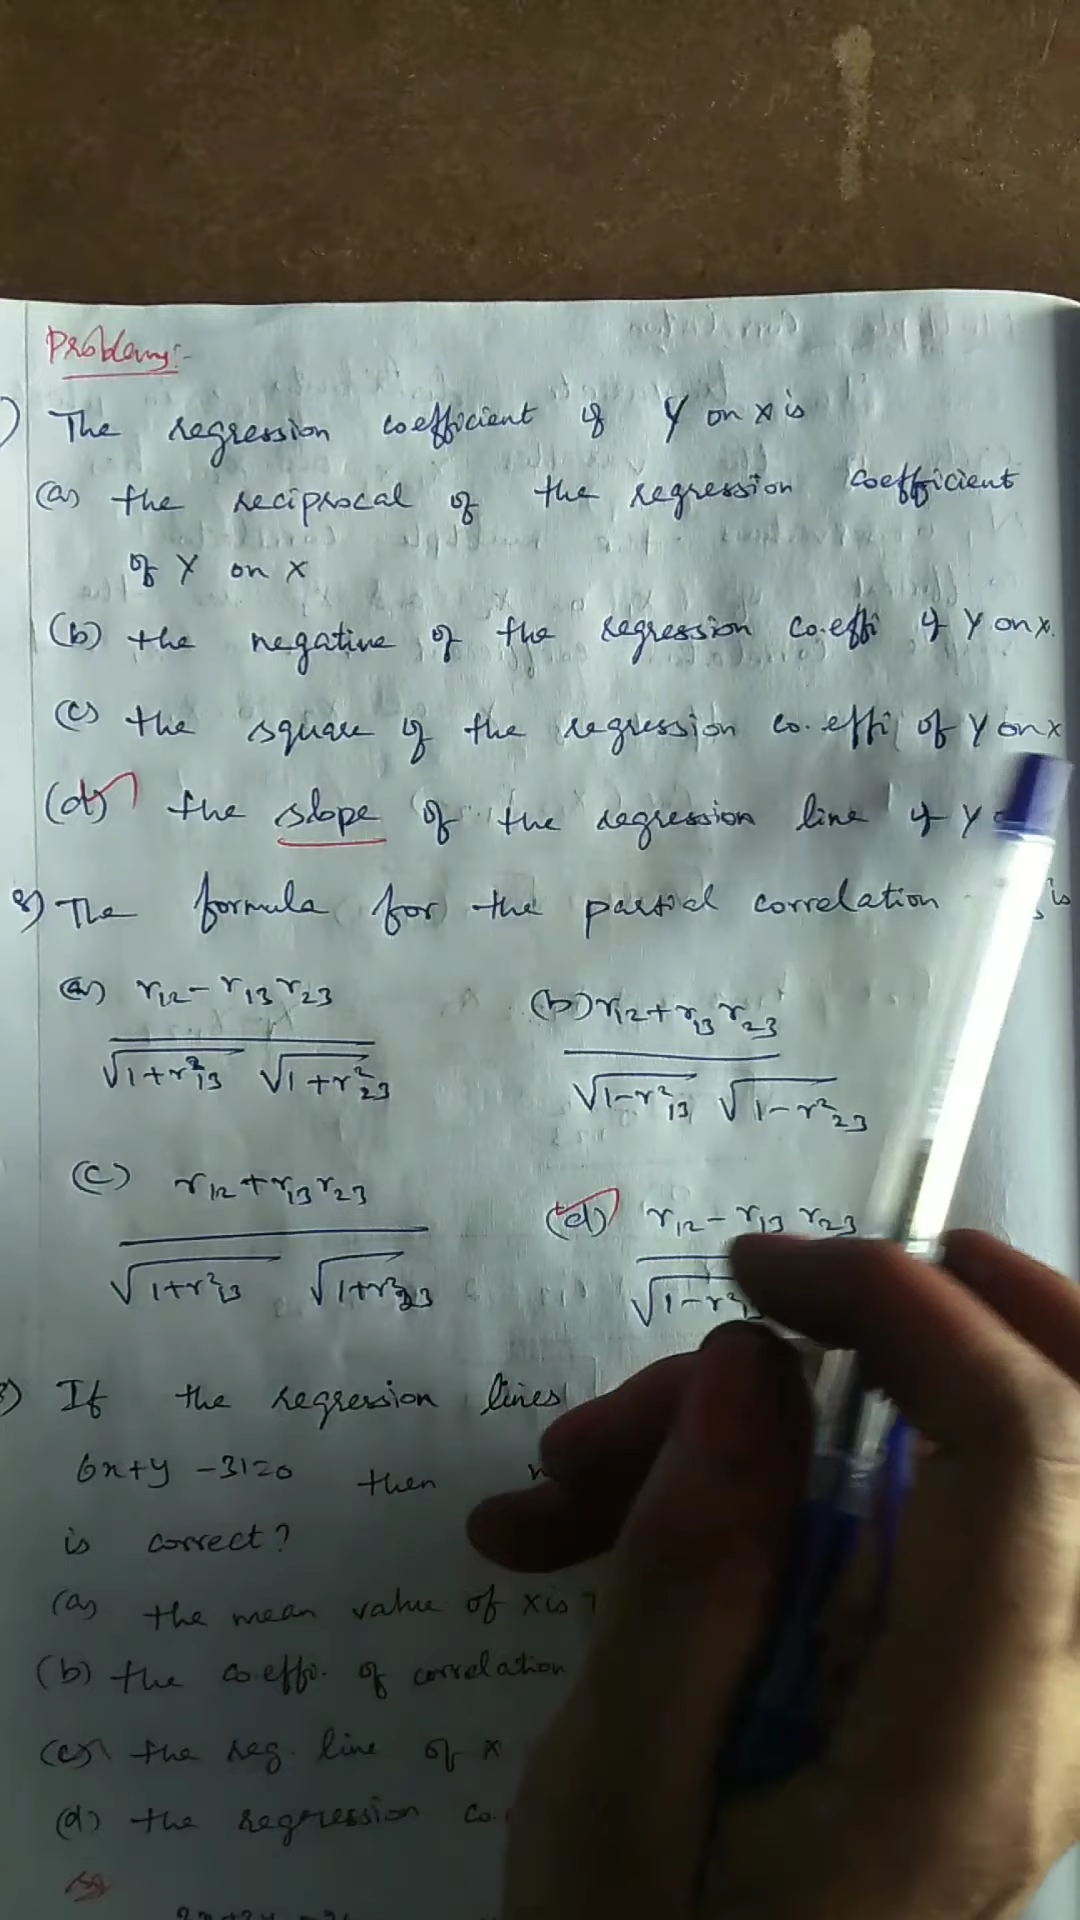 Problems:-
) The regression coefficient of Y on x is
(a) the reciprocal of the regression coefficient
of Y on X
(b) the negative of the regression co.effi of Y on x.
(c) the square of the regression co.effi of Y on x
(d) the slope of the regression line of Y
2) The formula for the partial correlation is
(a) r12 - r13 r23 / √1+r²13 √1+r²23
(b) r12 + r13 r23 / √1-r²13 √1-r²23
(c) r12 + r13 r23 / √1+r²13 √1+r²23
(d) r12 - r13 r23 / √1-r²13
3) If the regression lines
6x+y-31=0 then
is correct?
(a) the mean value of x is 7
(b) the co.effi. of correlation
(c) the reg. line of x
(d) the regression co.